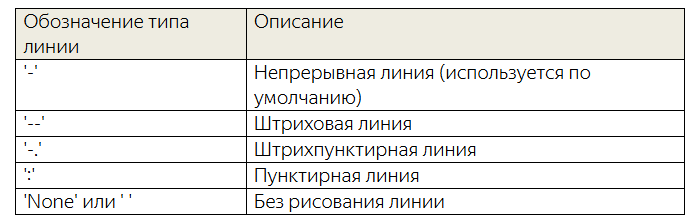 Обозначение типа Описание
линии
'-' Непрерывная линия (используется по
умолчанию)
'--' Штриховая линия
'-.' Штрихпунктирная линия
':' Пунктирная линия
'None' или ' ' Без рисования линии